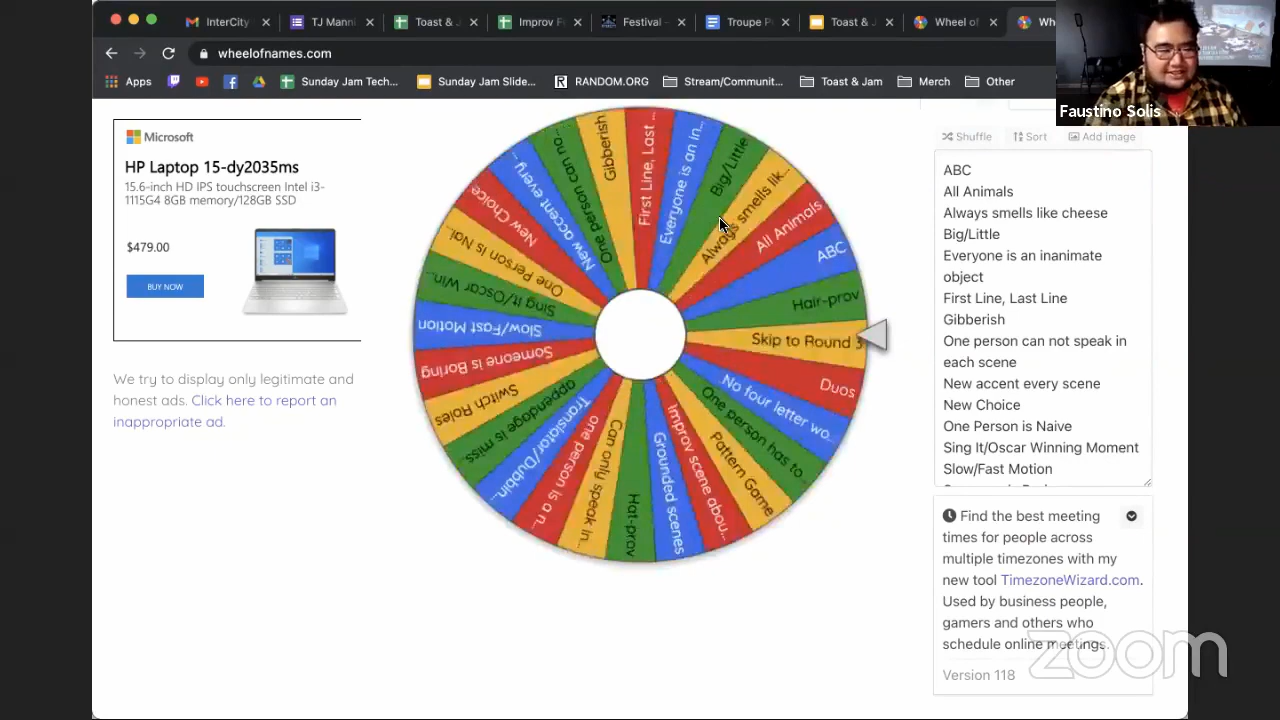 InterCity
TJ Manni
Toast & J
Improv F
Festival –
Troupe P
Toast & J
Wheel of
Wh
wheelofnames.com
Apps
Sunday Jam Tech...
Sunday Jam Slide...
RANDOM.ORG
Stream/Communit...
Toast & Jam
Merch
Other
Faustino Solis
Microsoft
HP Laptop 15-dy2035ms
15.6-inch HD IPS touchscreen Intel i3-
1115G4 8GB memory/128GB SSD
$479.00
BUY NOW
We try to display only legitimate and
honest ads. Click here to report an
inappropriate ad.
Gibberish
First Line, Last ...
Everyone is an in...
Big/Little
Always smells lik...
All Animals
ABC
Hair-prov
Skip to Round 3
Duos
No four letter wo...
One person has to...
Pattern Game
Improv scene abou...
Grounded scenes
Hat-prov
Can only speak in...
one person is a n...
Translator/Dubbin...
appendage is miss...
Switch Roles
Someone is Boring
Slow/Fast Motion
Sing It/Oscar Win...
One Person is Nai...
New Choice
New accent every...
One person can no...
Shuffle
Sort
Add image
ABC
All Animals
Always smells like cheese
Big/Little
Everyone is an inanimate
object
First Line, Last Line
Gibberish
One person can not speak in
each scene
New accent every scene
New Choice
One Person is Naive
Sing It/Oscar Winning Moment
Slow/Fast Motion
Find the best meeting
times for people across
multiple timezones with my
new tool TimezoneWizard.com.
Used by business people,
gamers and others who
schedule online meetings.
Version 118
zoom